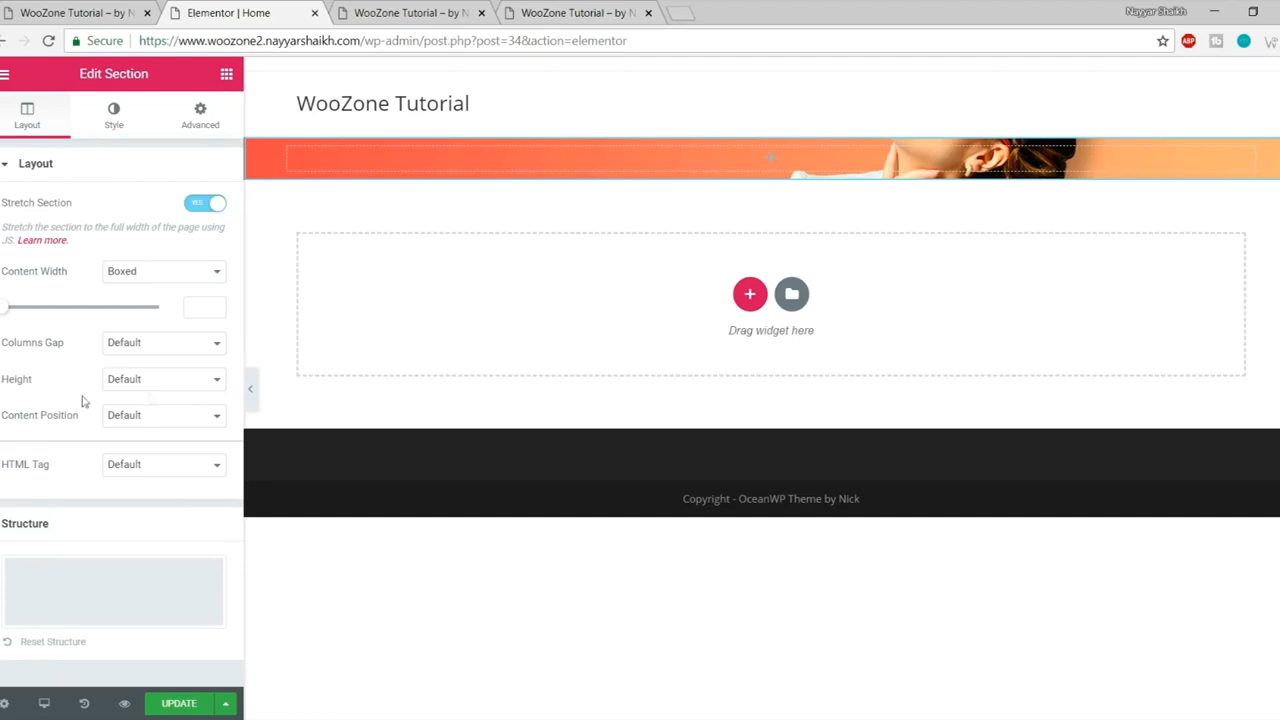 WooZone Tutorial – by N
Elementor | Home
WooZone Tutorial – by N
WooZone Tutorial – by N
Nayyar Shaikh
Secure
https://www.woozone2.nayyarshaikh.com/wp-admin/post.php?post=34&action=elementor
ABP
Edit Section
Layout
Style
Advanced
Layout
Stretch Section
YES
Stretch the section to the full width of the page using
JS. Learn more.
Content Width
Boxed
Columns Gap
Default
Height
Default
Content Position
Default
HTML Tag
Default
Structure
Reset Structure
UPDATE
WooZone Tutorial
Drag widget here
Copyright - OceanWP Theme by Nick